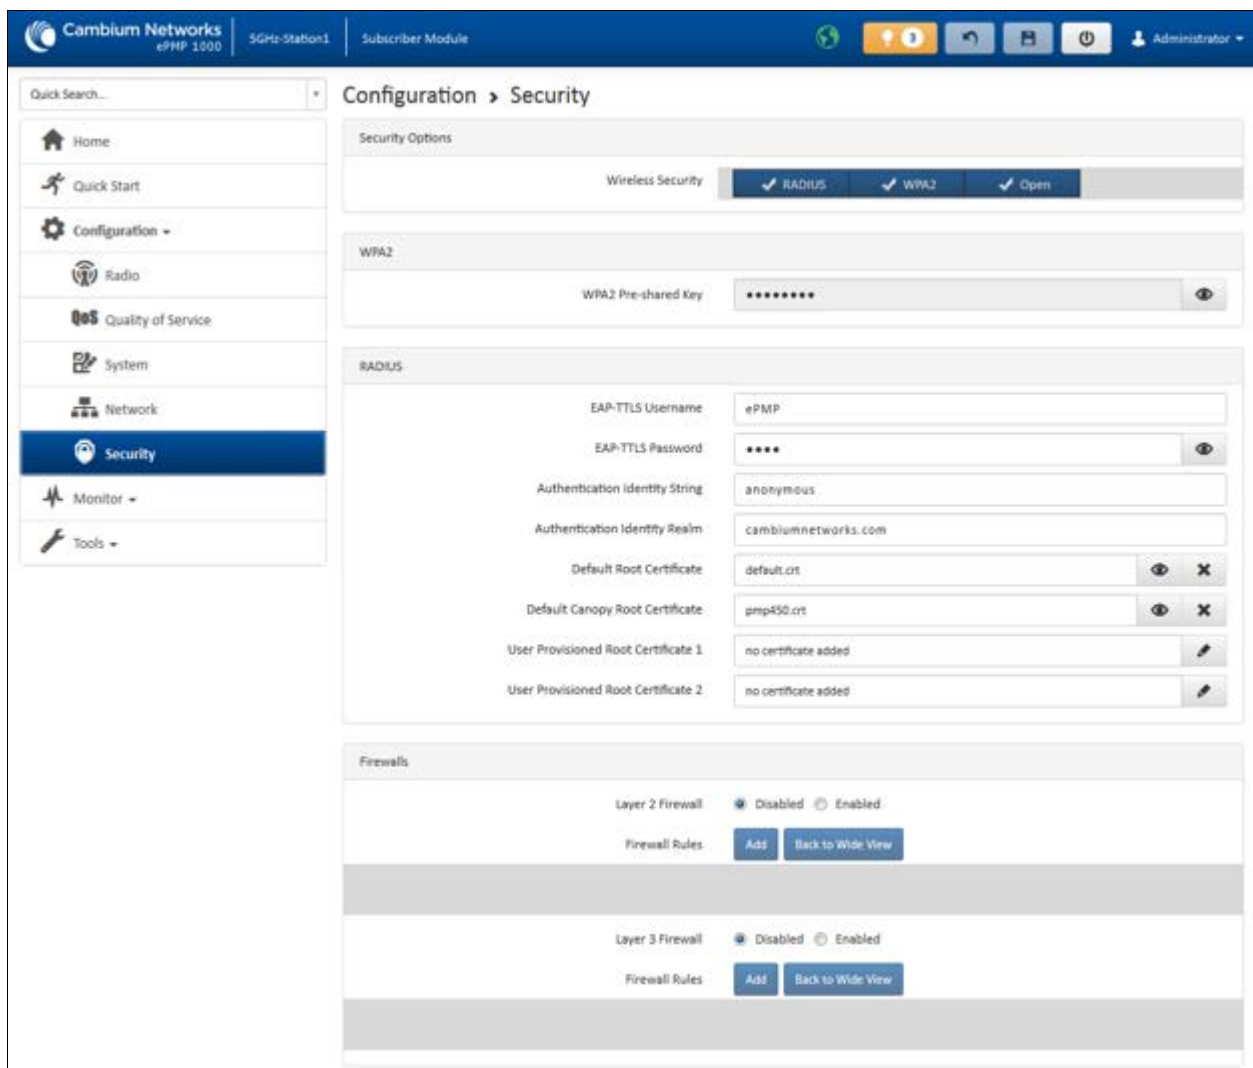 Cambium Networks
ePMP 1000
5GHz-Station1
Subscriber Module
3
Administrator
Quick Search...
Configuration > Security
Home
Quick Start
Configuration
Radio
QoS Quality of Service
System
Network
Security
Monitor
Tools
Security Options
Wireless Security
RADIUS
WPA2
Open
WPA2
WPA2 Pre-shared Key ••••••••
RADIUS
EAP-TTLS Username ePMP
EAP-TTLS Password ••••
Authentication Identity String anonymous
Authentication Identity Realm cambiumnetworks.com
Default Root Certificate default.crt
Default Canopy Root Certificate pmp450.crt
User Provisioned Root Certificate 1 no certificate added
User Provisioned Root Certificate 2 no certificate added
Firewalls
Layer 2 Firewall Disabled Enabled
Firewall Rules Add Back to Wide View
Layer 3 Firewall Disabled Enabled
Firewall Rules Add Back to Wide View